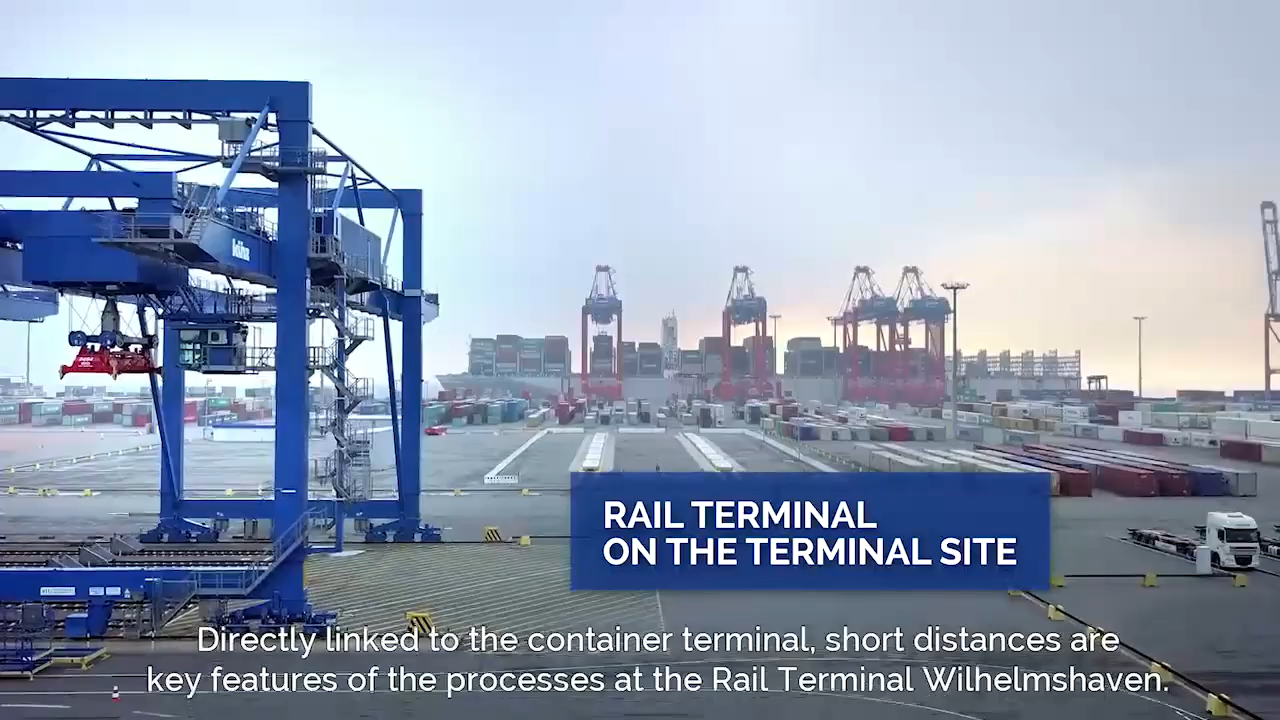 RAIL TERMINAL
ON THE TERMINAL SITE
Directly linked to the container terminal, short distances are
key features of the processes at the Rail Terminal Wilhelmshaven.